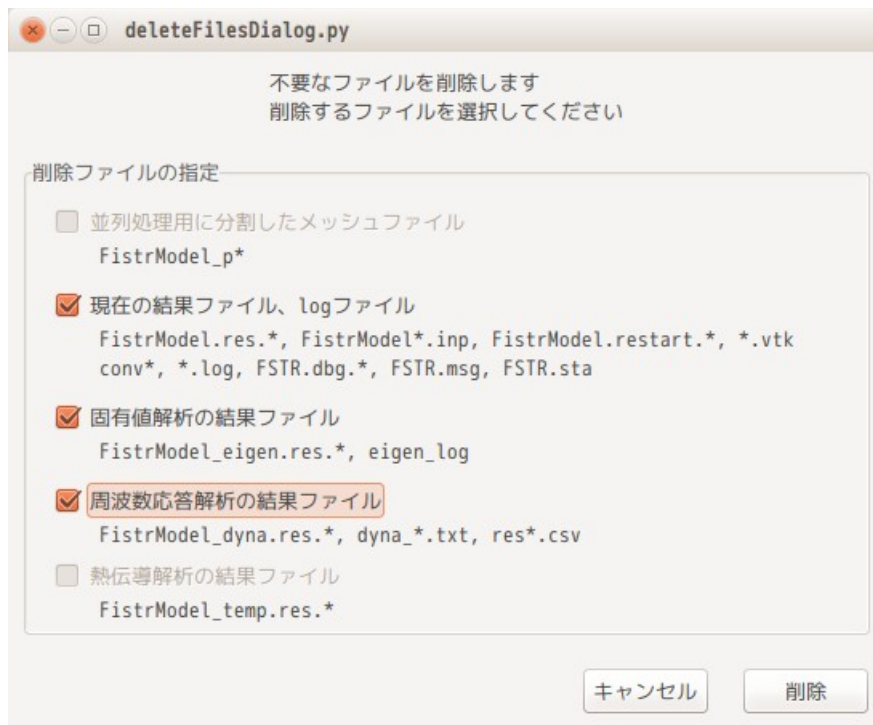 deleteFilesDialog.py
不要なファイルを削除します
削除するファイルを選択してください
削除ファイルの指定
並列処理用に分割したメッシュファイル
FistrModel_p*
現在の結果ファイル、logファイル
FistrModel.res.*, FistrModel*.inp, FistrModel.restart.*, *.vtk
conv*, *.log, FSTR.dbg.*, FSTR.msg, FSTR.sta
固有値解析の結果ファイル
FistrModel_eigen.res.*, eigen_log
周波数応答解析の結果ファイル
FistrModel_dyna.res.*, dyna_*.txt, res*.csv
熱伝導解析の結果ファイル
FistrModel_temp.res.*
キャンセル 削除